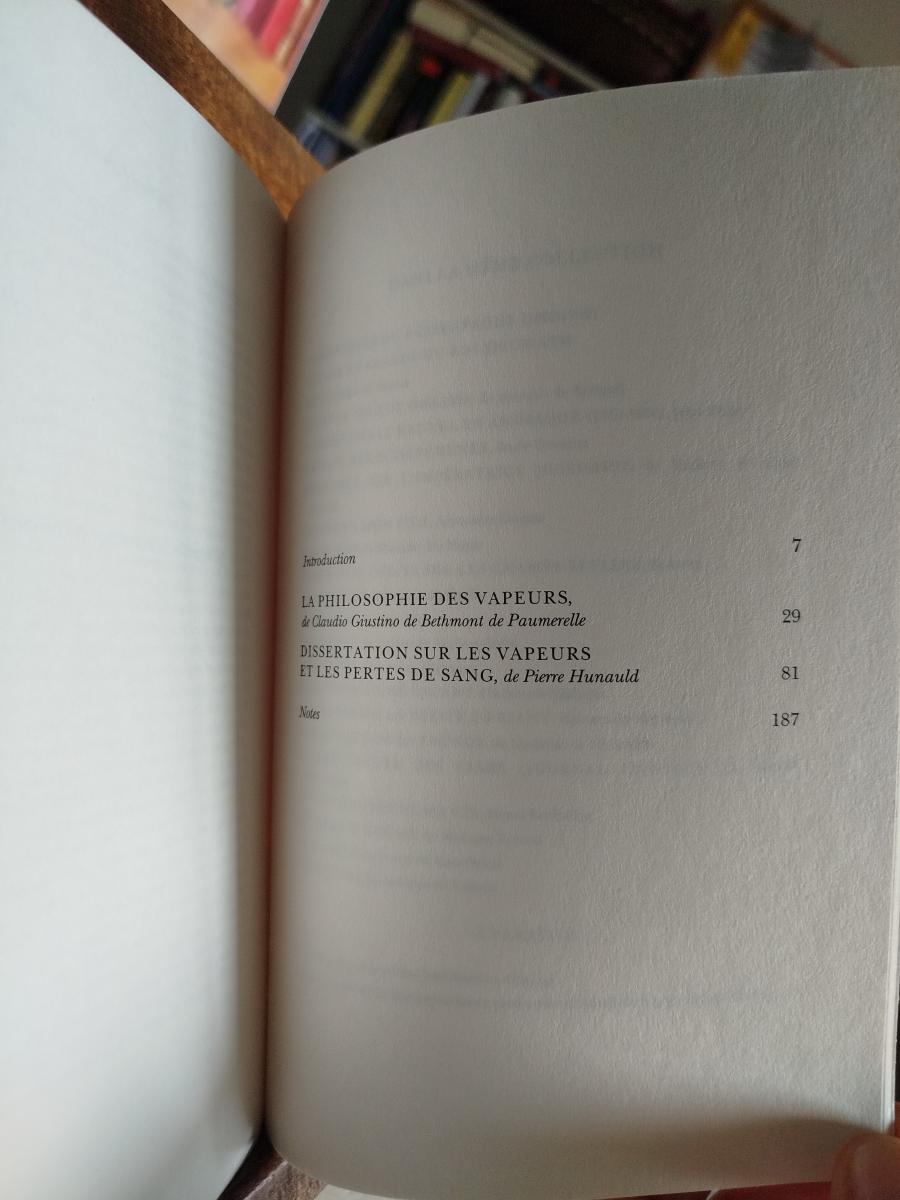 Introduction 7
LA PHILOSOPHIE DES VAPEURS,
de Claudio Giustino de Bethmont de Paumerelle 29
DISSERTATION SUR LES VAPEURS
ET LES PERTES DE SANG, de Pierre Hunauld 81
Notes 187